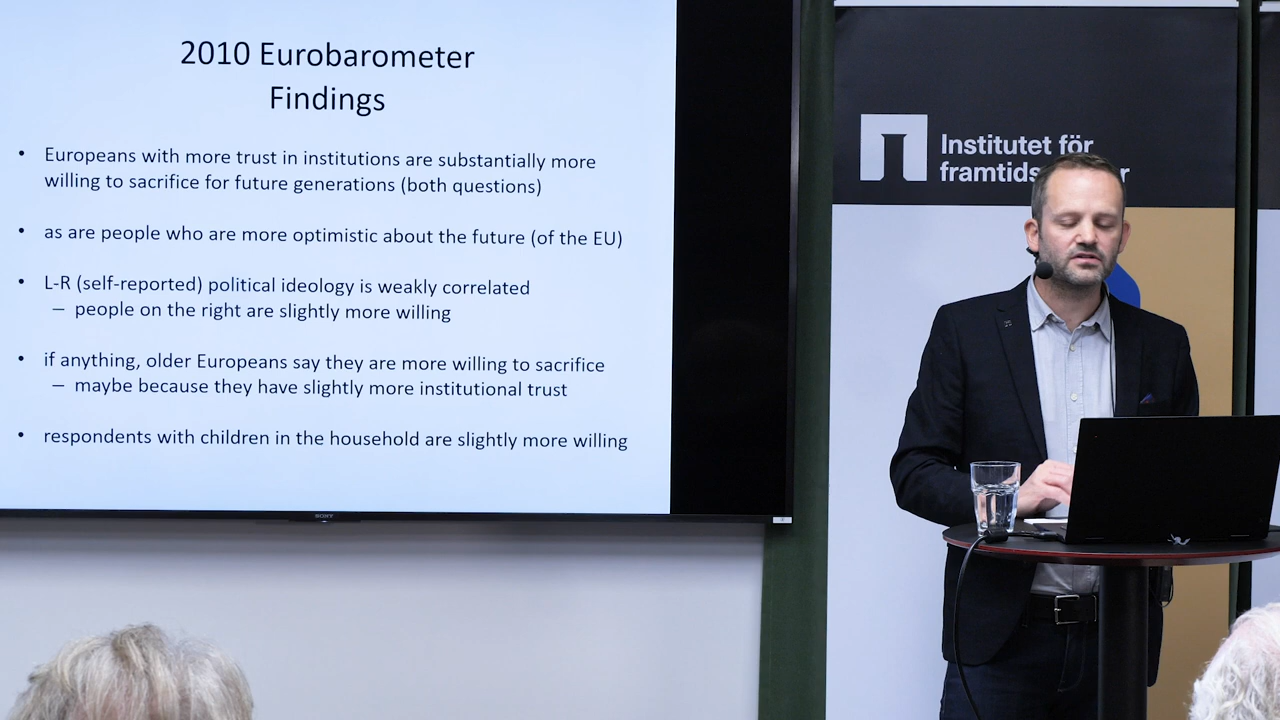 2010 Eurobarometer
Findings
• Europeans with more trust in institutions are substantially more
willing to sacrifice for future generations (both questions)
• as are people who are more optimistic about the future (of the EU)
• L-R (self-reported) political ideology is weakly correlated
– people on the right are slightly more willing
• if anything, older Europeans say they are more willing to sacrifice
– maybe because they have slightly more institutional trust
• respondents with children in the household are slightly more willing
SONY
Institutet för